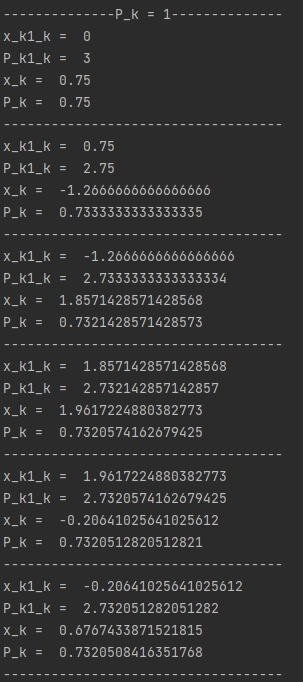 --------------P_k = 1--------------
x_k1_k =  0
P_k1_k =  3
x_k =  0.75
P_k =  0.75
-----------------------------------
x_k1_k =  0.75
P_k1_k =  2.75
x_k =  -1.2666666666666666
P_k =  0.7333333333333335
-----------------------------------
x_k1_k =  -1.2666666666666666
P_k1_k =  2.7333333333333334
x_k =  1.8571428571428568
P_k =  0.7321428571428573
-----------------------------------
x_k1_k =  1.8571428571428568
P_k1_k =  2.732142857142857
x_k =  1.9617224880382773
P_k =  0.7320574162679425
-----------------------------------
x_k1_k =  1.9617224880382773
P_k1_k =  2.7320574162679425
x_k =  -0.20641025641025612
P_k =  0.7320512820512821
-----------------------------------
x_k1_k =  -0.20641025641025612
P_k1_k =  2.732051282051282
x_k =  0.6767433871521815
P_k =  0.7320508416351768
-----------------------------------